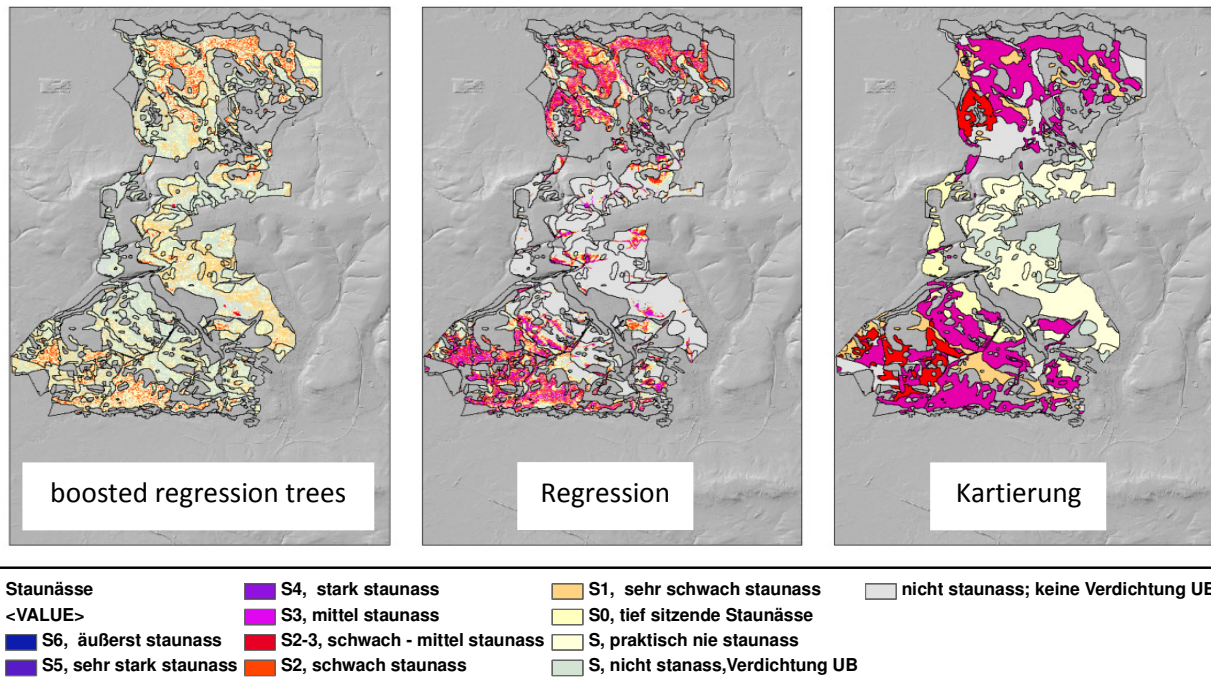 boosted regression trees
Regression
Kartierung
Staunässe
<VALUE>
S6, äußerst staunass
S5, sehr stark staunass
S4, stark staunass
S3, mittel staunass
S2-3, schwach - mittel staunass
S2, schwach staunass
S1, sehr schwach staunass
S0, tief sitzende Staunässe
S, praktisch nie staunass
S, nicht stanass,Verdichtung UB
nicht staunass; keine Verdichtung UB